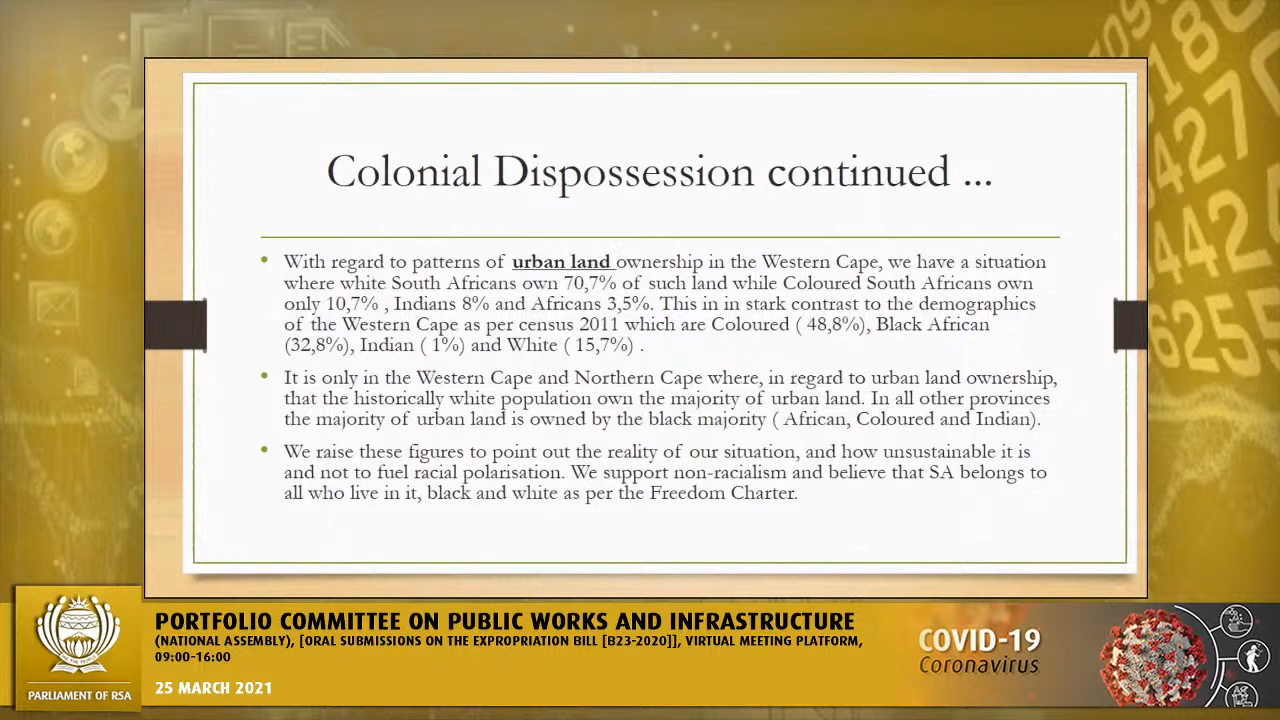 Colonial Dispossession continued ...
With regard to patterns of urban land ownership in the Western Cape, we have a situation
where white South Africans own 70,7% of such land while Coloured South Africans own
only 10,7% , Indians 8% and Africans 3,5%. This in in stark contrast to the demographics
of the Western Cape as per census 2011 which are Coloured ( 48,8%), Black African
(32,8%), Indian ( 1%) and White ( 15,7%) .
It is only in the Western Cape and Northern Cape where, in regard to urban land ownership,
that the historically white population own the majority of urban land. In all other provinces
the majority of urban land is owned by the black majority ( African, Coloured and Indian).
We raise these figures to point out the reality of our situation, and how unsustainable it is
and not to fuel racial polarisation. We support non-racialism and believe that SA belongs to
all who live in it, black and white as per the Freedom Charter.
PORTFOLIO COMMITTEE ON PUBLIC WORKS AND INFRASTRUCTURE
(NATIONAL ASSEMBLY), [ORAL SUBMISSIONS ON THE EXPROPRIATION BILL [B23-2020]], VIRTUAL MEETING PLATFORM,
09:00-16:00
25 MARCH 2021
PARLIAMENT OF RSA
COVID-19
Coronavirus